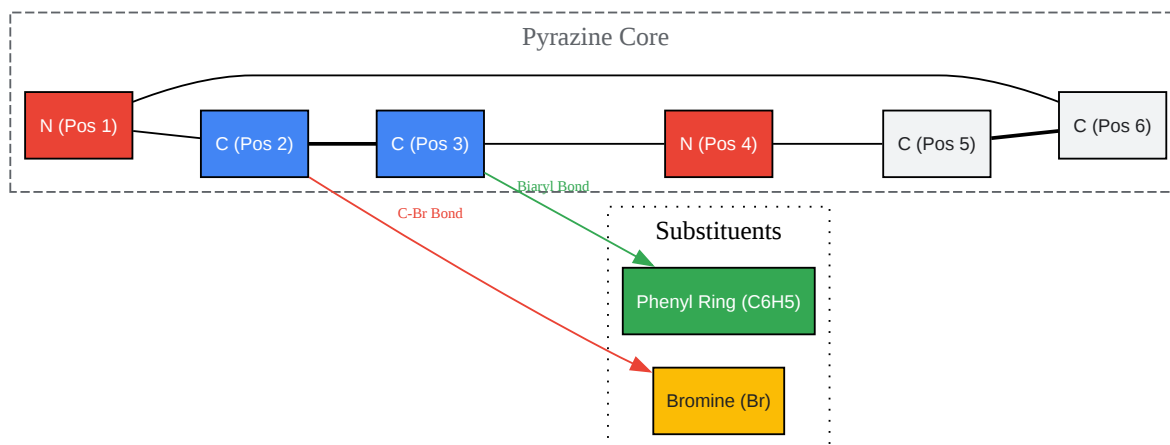 Pyrazine Core
N (Pos 1)
C (Pos 2)
C (Pos 3)
N (Pos 4)
C (Pos 5)
C (Pos 6)
Biaryl Bond
C-Br Bond
Substituents
Phenyl Ring (C6H5)
Bromine (Br)